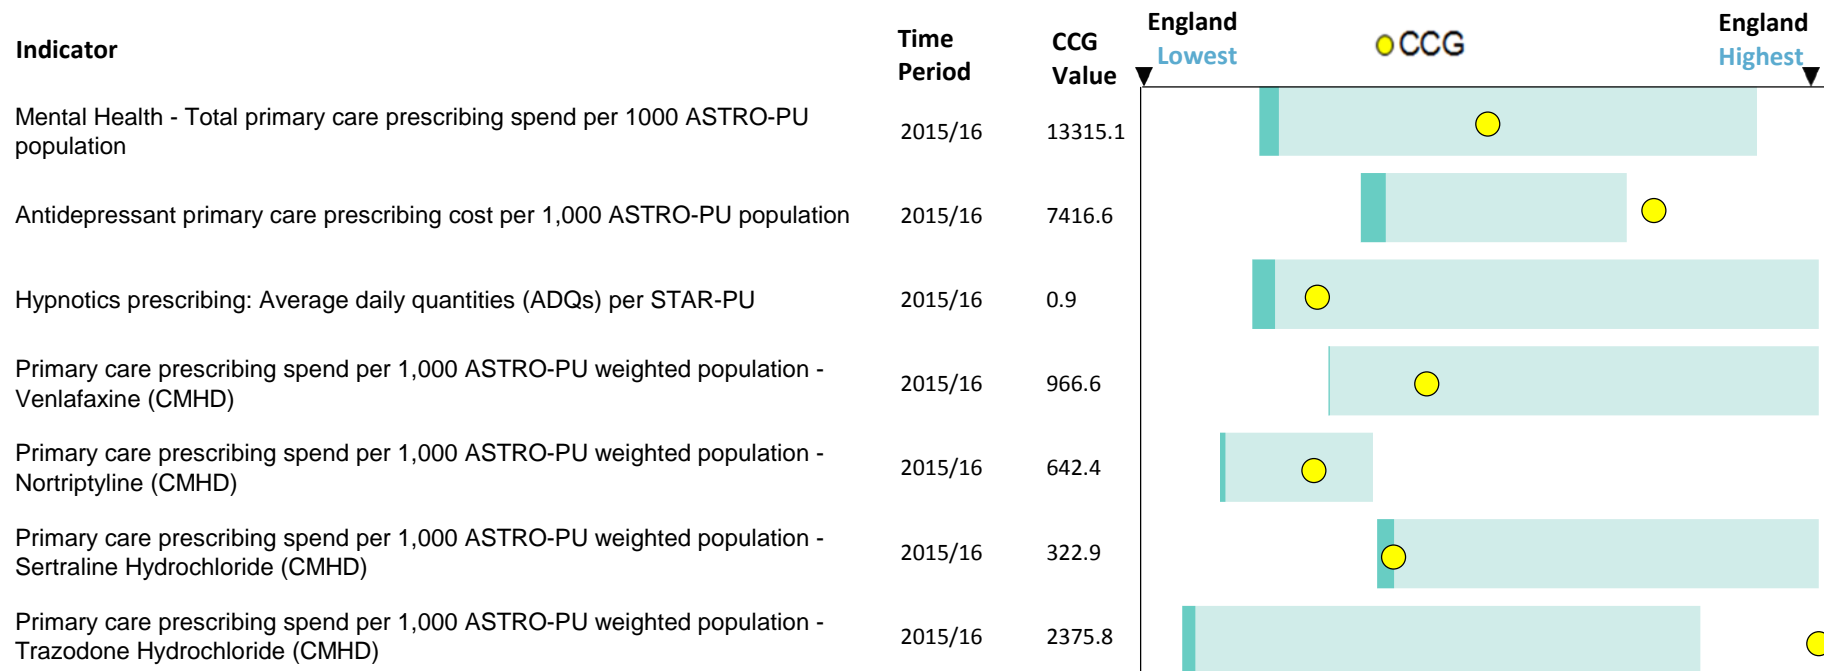 Indicator
Time
Period
CCG
Value
England
Lowest
CCG
England
Highest
Mental Health - Total primary care prescribing spend per 1000 ASTRO-PU
population
2015/16
13315.1
Antidepressant primary care prescribing cost per 1,000 ASTRO-PU population
2015/16
7416.6
Hypnotics prescribing: Average daily quantities (ADQs) per STAR-PU
2015/16
0.9
Primary care prescribing spend per 1,000 ASTRO-PU weighted population -
Venlafaxine (CMHD)
2015/16
966.6
Primary care prescribing spend per 1,000 ASTRO-PU weighted population -
Nortriptyline (CMHD)
2015/16
642.4
Primary care prescribing spend per 1,000 ASTRO-PU weighted population -
Sertraline Hydrochloride (CMHD)
2015/16
322.9
Primary care prescribing spend per 1,000 ASTRO-PU weighted population -
Trazodone Hydrochloride (CMHD)
2015/16
2375.8